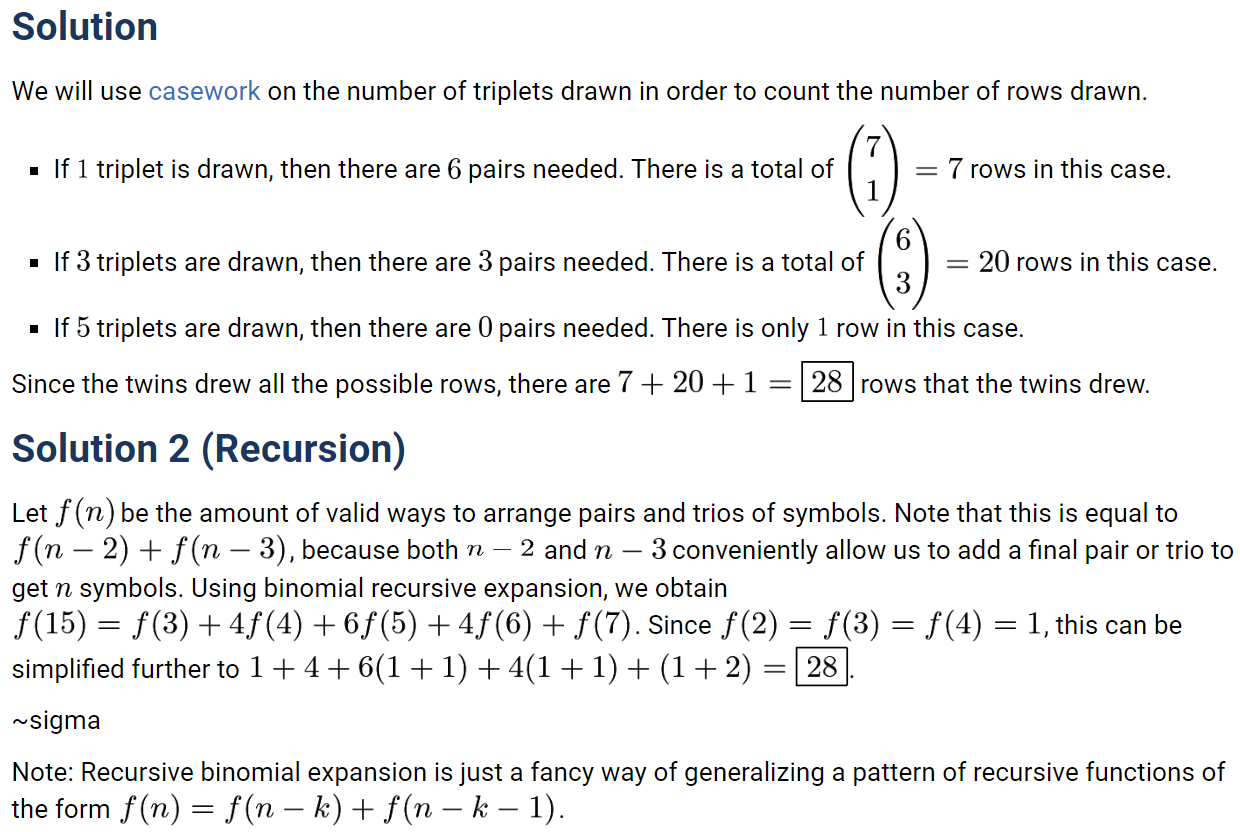 Solution
We will use casework on the number of triplets drawn in order to count the number of rows drawn.
▪ If 1 triplet is drawn, then there are 6 pairs needed. There is a total of \binom{7}{1} = 7 rows in this case.
▪ If 3 triplets are drawn, then there are 3 pairs needed. There is a total of \binom{6}{3} = 20 rows in this case.
▪ If 5 triplets are drawn, then there are 0 pairs needed. There is only 1 row in this case.
Since the twins drew all the possible rows, there are 7 + 20 + 1 = \boxed{28} rows that the twins drew.
Solution 2 (Recursion)
Let f(n) be the amount of valid ways to arrange pairs and trios of symbols. Note that this is equal to
f(n − 2) + f(n − 3), because both n − 2 and n − 3 conveniently allow us to add a final pair or trio to
get n symbols. Using binomial recursive expansion, we obtain
f(15) = f(3) + 4f(4) + 6f(5) + 4f(6) + f(7). Since f(2) = f(3) = f(4) = 1, this can be
simplified further to 1 + 4 + 6(1 + 1) + 4(1 + 1) + (1 + 2) = \boxed{28}.
~sigma
Note: Recursive binomial expansion is just a fancy way of generalizing a pattern of recursive functions of
the form f(n) = f(n − k) + f(n − k − 1).